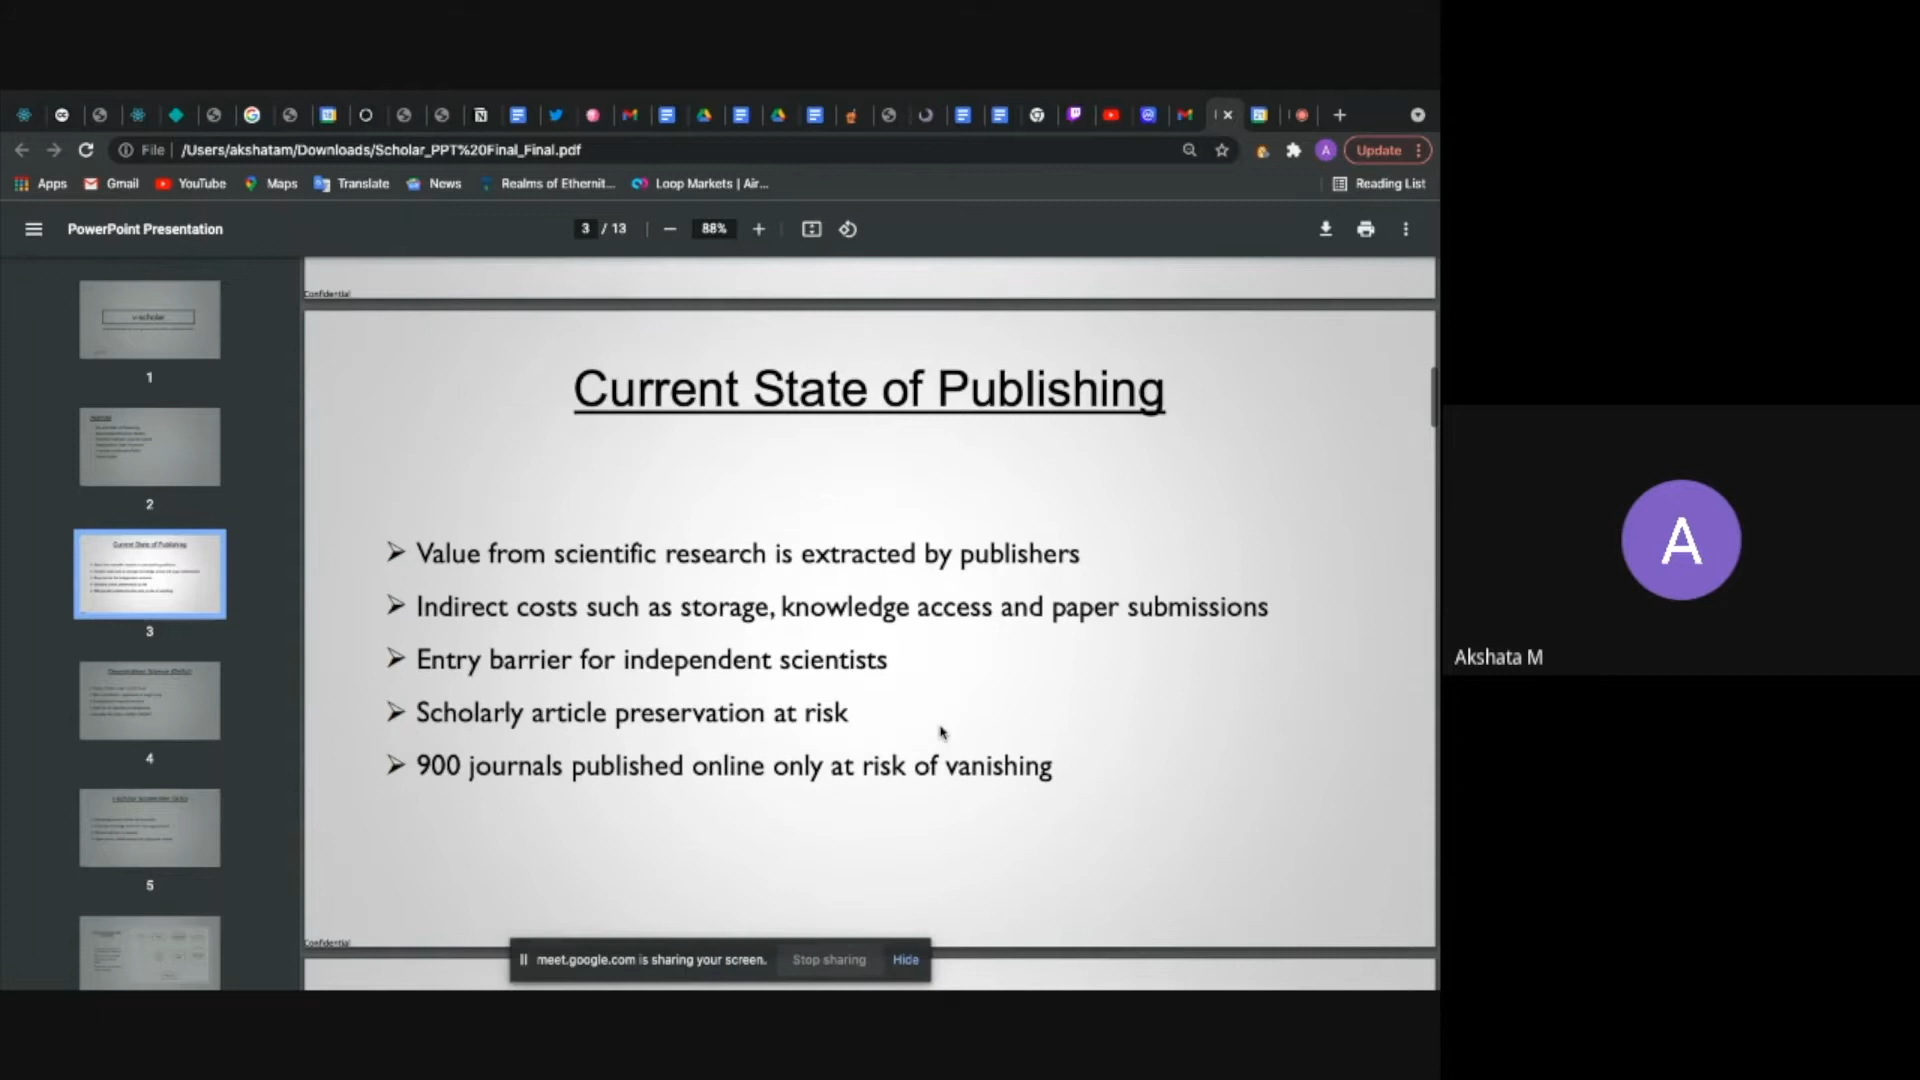 File | /Users/akshatam/Downloads/Scholar_PPT%20Final_Final.pdf
Update
Apps
Gmail
YouTube
Maps
Translate
News
Realms of Ethernit...
Loop Markets | Air...
Reading List
PowerPoint Presentation
3 / 13
88%
Confidential
Current State of Publishing
➢ Value from scientific research is extracted by publishers
➢ Indirect costs such as storage, knowledge access and paper submissions
➢ Entry barrier for independent scientists
➢ Scholarly article preservation at risk
➢ 900 journals published online only at risk of vanishing
Confidential
1
2
Current State of Publishing
3
4
5
meet.google.com is sharing your screen.
Stop sharing
Hide
A
Akshata M